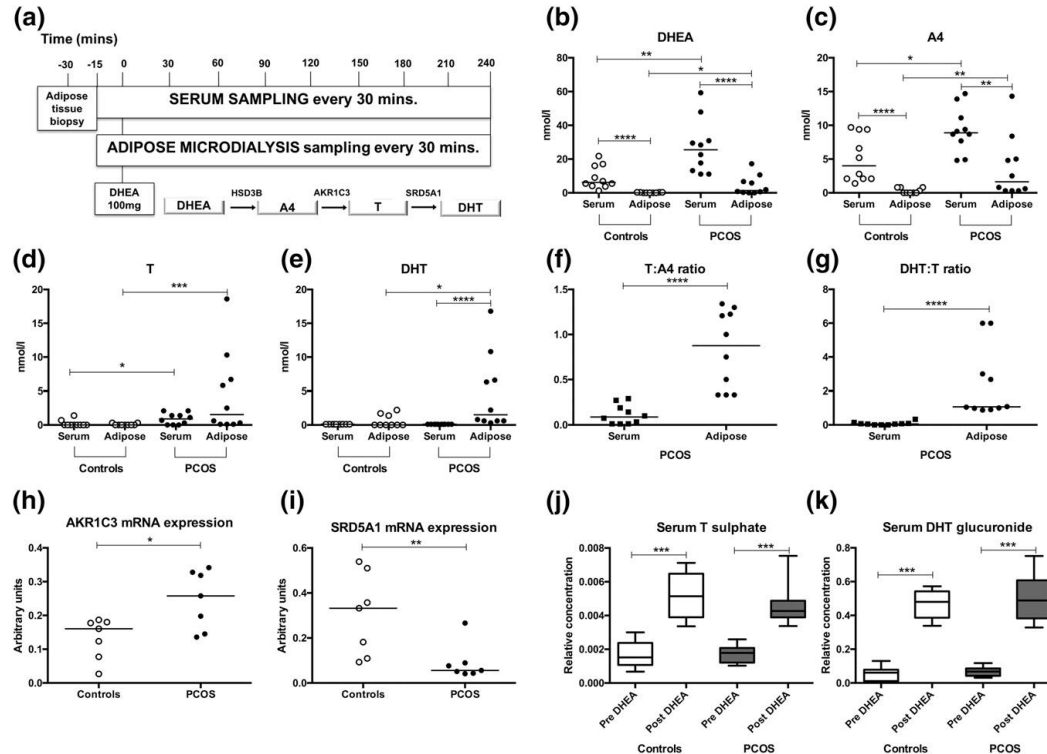 (a)
Time (mins)
-30 -15 0 30 60 90 120 150 180 210 240
Adipose
tissue
biopsy
SERUM SAMPLING every 30 mins.
ADIPOSE MICRODIALYSIS sampling every 30 mins.
DHEA
100mg
HSD3B AKR1C3 SRD5A1
DHEA A4 T DHT
(b)
DHEA
**
*
****
****
80
60
40
20
0
nmol/l
Serum Adipose Serum Adipose
Controls PCOS
(c)
A4
*
**
**
****
20
15
10
5
0
nmol/l
Serum Adipose Serum Adipose
Controls PCOS
(d)
T
***
*
20
15
10
5
0
nmol/l
Serum Adipose Serum Adipose
Controls PCOS
(e)
DHT
*
****
20
15
10
5
0
nmol/l
Serum Adipose Serum Adipose
Controls PCOS
(f)
T:A4 ratio
****
1.5
1.0
0.5
0.0
Serum Adipose
PCOS
(g)
DHT:T ratio
****
8
6
4
2
0
Serum Adipose
PCOS
(h)
AKR1C3 mRNA expression
*
0.4
0.3
0.2
0.1
0.0
Arbitrary units
Controls PCOS
(i)
SRD5A1 mRNA expression
**
0.6
0.4
0.2
0.0
Arbitrary units
Controls PCOS
(j)
Serum T sulphate
*** ***
0.008
0.006
0.004
0.002
0.000
Relative concentration
Pre DHEA Post DHEA Pre DHEA Post DHEA
Controls PCOS
(k)
Serum DHT glucuronide
***
***
0.8
0.6
0.4
0.2
0.0
Relative concentration
Pre DHEA Post DHEA Pre DHEA Post DHEA
Controls PCOS